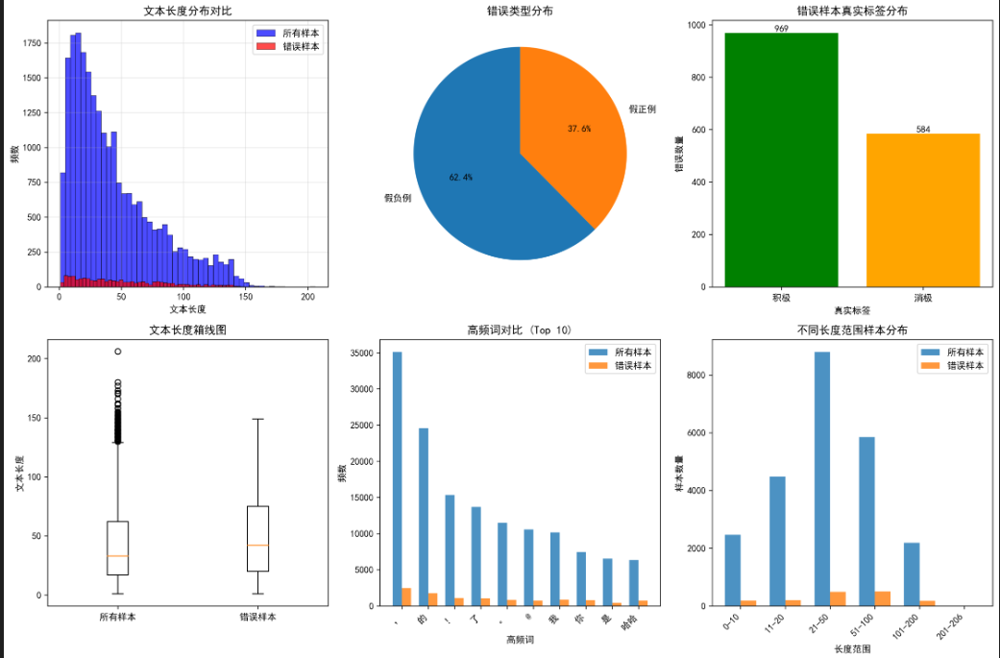 文本长度分布对比
所有样本
错误样本
1750
1500
1250
1000
750
500
250
0
频数
0 50 100 150 200
文本长度
错误类型分布
假正例
37.6%
62.4%
假负例
错误样本真实标签分布
1000
800
600
400
200
0
错误数量
969
584
积极 消极
真实标签
文本长度箱线图
200
150
100
50
0
文本长度
所有样本 错误样本
高频词对比 (Top 10)
所有样本
错误样本
35000
30000
25000
20000
15000
10000
5000
0
频数
， 的 ！ 了 。 @ 我 你 是 哈哈
高频词
不同长度范围样本分布
所有样本
错误样本
8000
6000
4000
2000
0
样本数量
0-10 11-20 21-50 51-100 101-200 201-206
长度范围